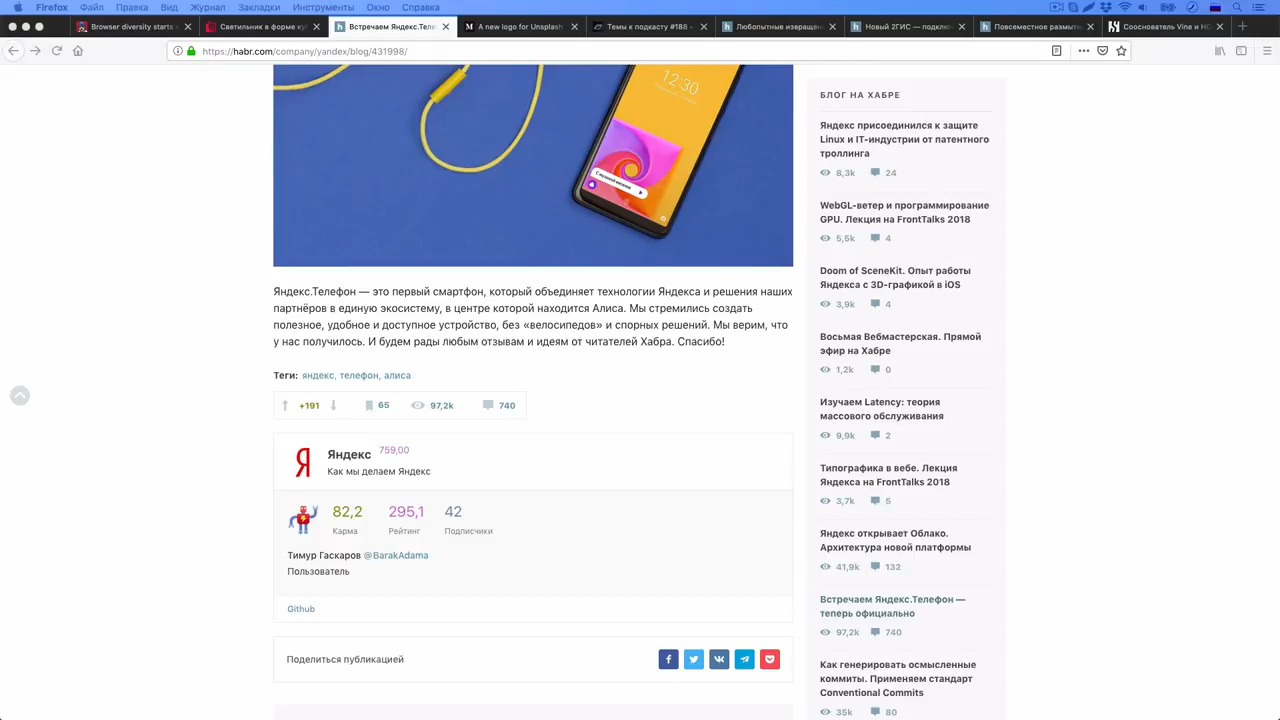 Firefox Файл Правка Вид Журнал Закладки Инструменты Окно Справка
Browser diversity starts
Светильник в форме ку
Встречаем Яндекс.Теле
A new logo for Unsplash
Темы к подкасту #188
Любопытные извращен
Новый 2ГИС — подклю
Повсеместное размыти
Сооснователь Vine и HQ
https://habr.com/company/yandex/blog/431998/
12:30
Яндекс.Телефон — это первый смартфон, который объединяет технологии Яндекса и решения наших
партнёров в единую экосистему, в центре которой находится Алиса. Мы стремились создать
полезное, удобное и доступное устройство, без «велосипедов» и спорных решений. Мы верим, что
у нас получилось. И будем рады любым отзывам и идеям от читателей Хабра. Спасибо!
Теги: яндекс, телефон, алиса
+191 65 97,2k 740
Я
Яндекс 759,00
Как мы делаем Яндекс
82,2 295,1 42
Карма Рейтинг Подписчики
Тимур Гаскаров @BarakAdama
Пользователь
Github
Поделиться публикацией
БЛОГ НА ХАБРЕ
Яндекс присоединился к защите
Linux и IT-индустрии от патентного
троллинга
8,3k 24
WebGL-ветер и программирование
GPU. Лекция на FrontTalks 2018
5,5k 4
Doom of SceneKit. Опыт работы
Яндекса с 3D-графикой в iOS
3,9k 4
Восьмая Вебмастерская. Прямой
эфир на Хабре
1,2k 0
Изучаем Latency: теория
массового обслуживания
9,9k 2
Типографика в вебе. Лекция
Яндекса на FrontTalks 2018
3,7k 5
Яндекс открывает Облако.
Архитектура новой платформы
41,9k 132
Встречаем Яндекс.Телефон —
теперь официально
97,2k 740
Как генерировать осмысленные
коммиты. Применяем стандарт
Conventional Commits
35k 80